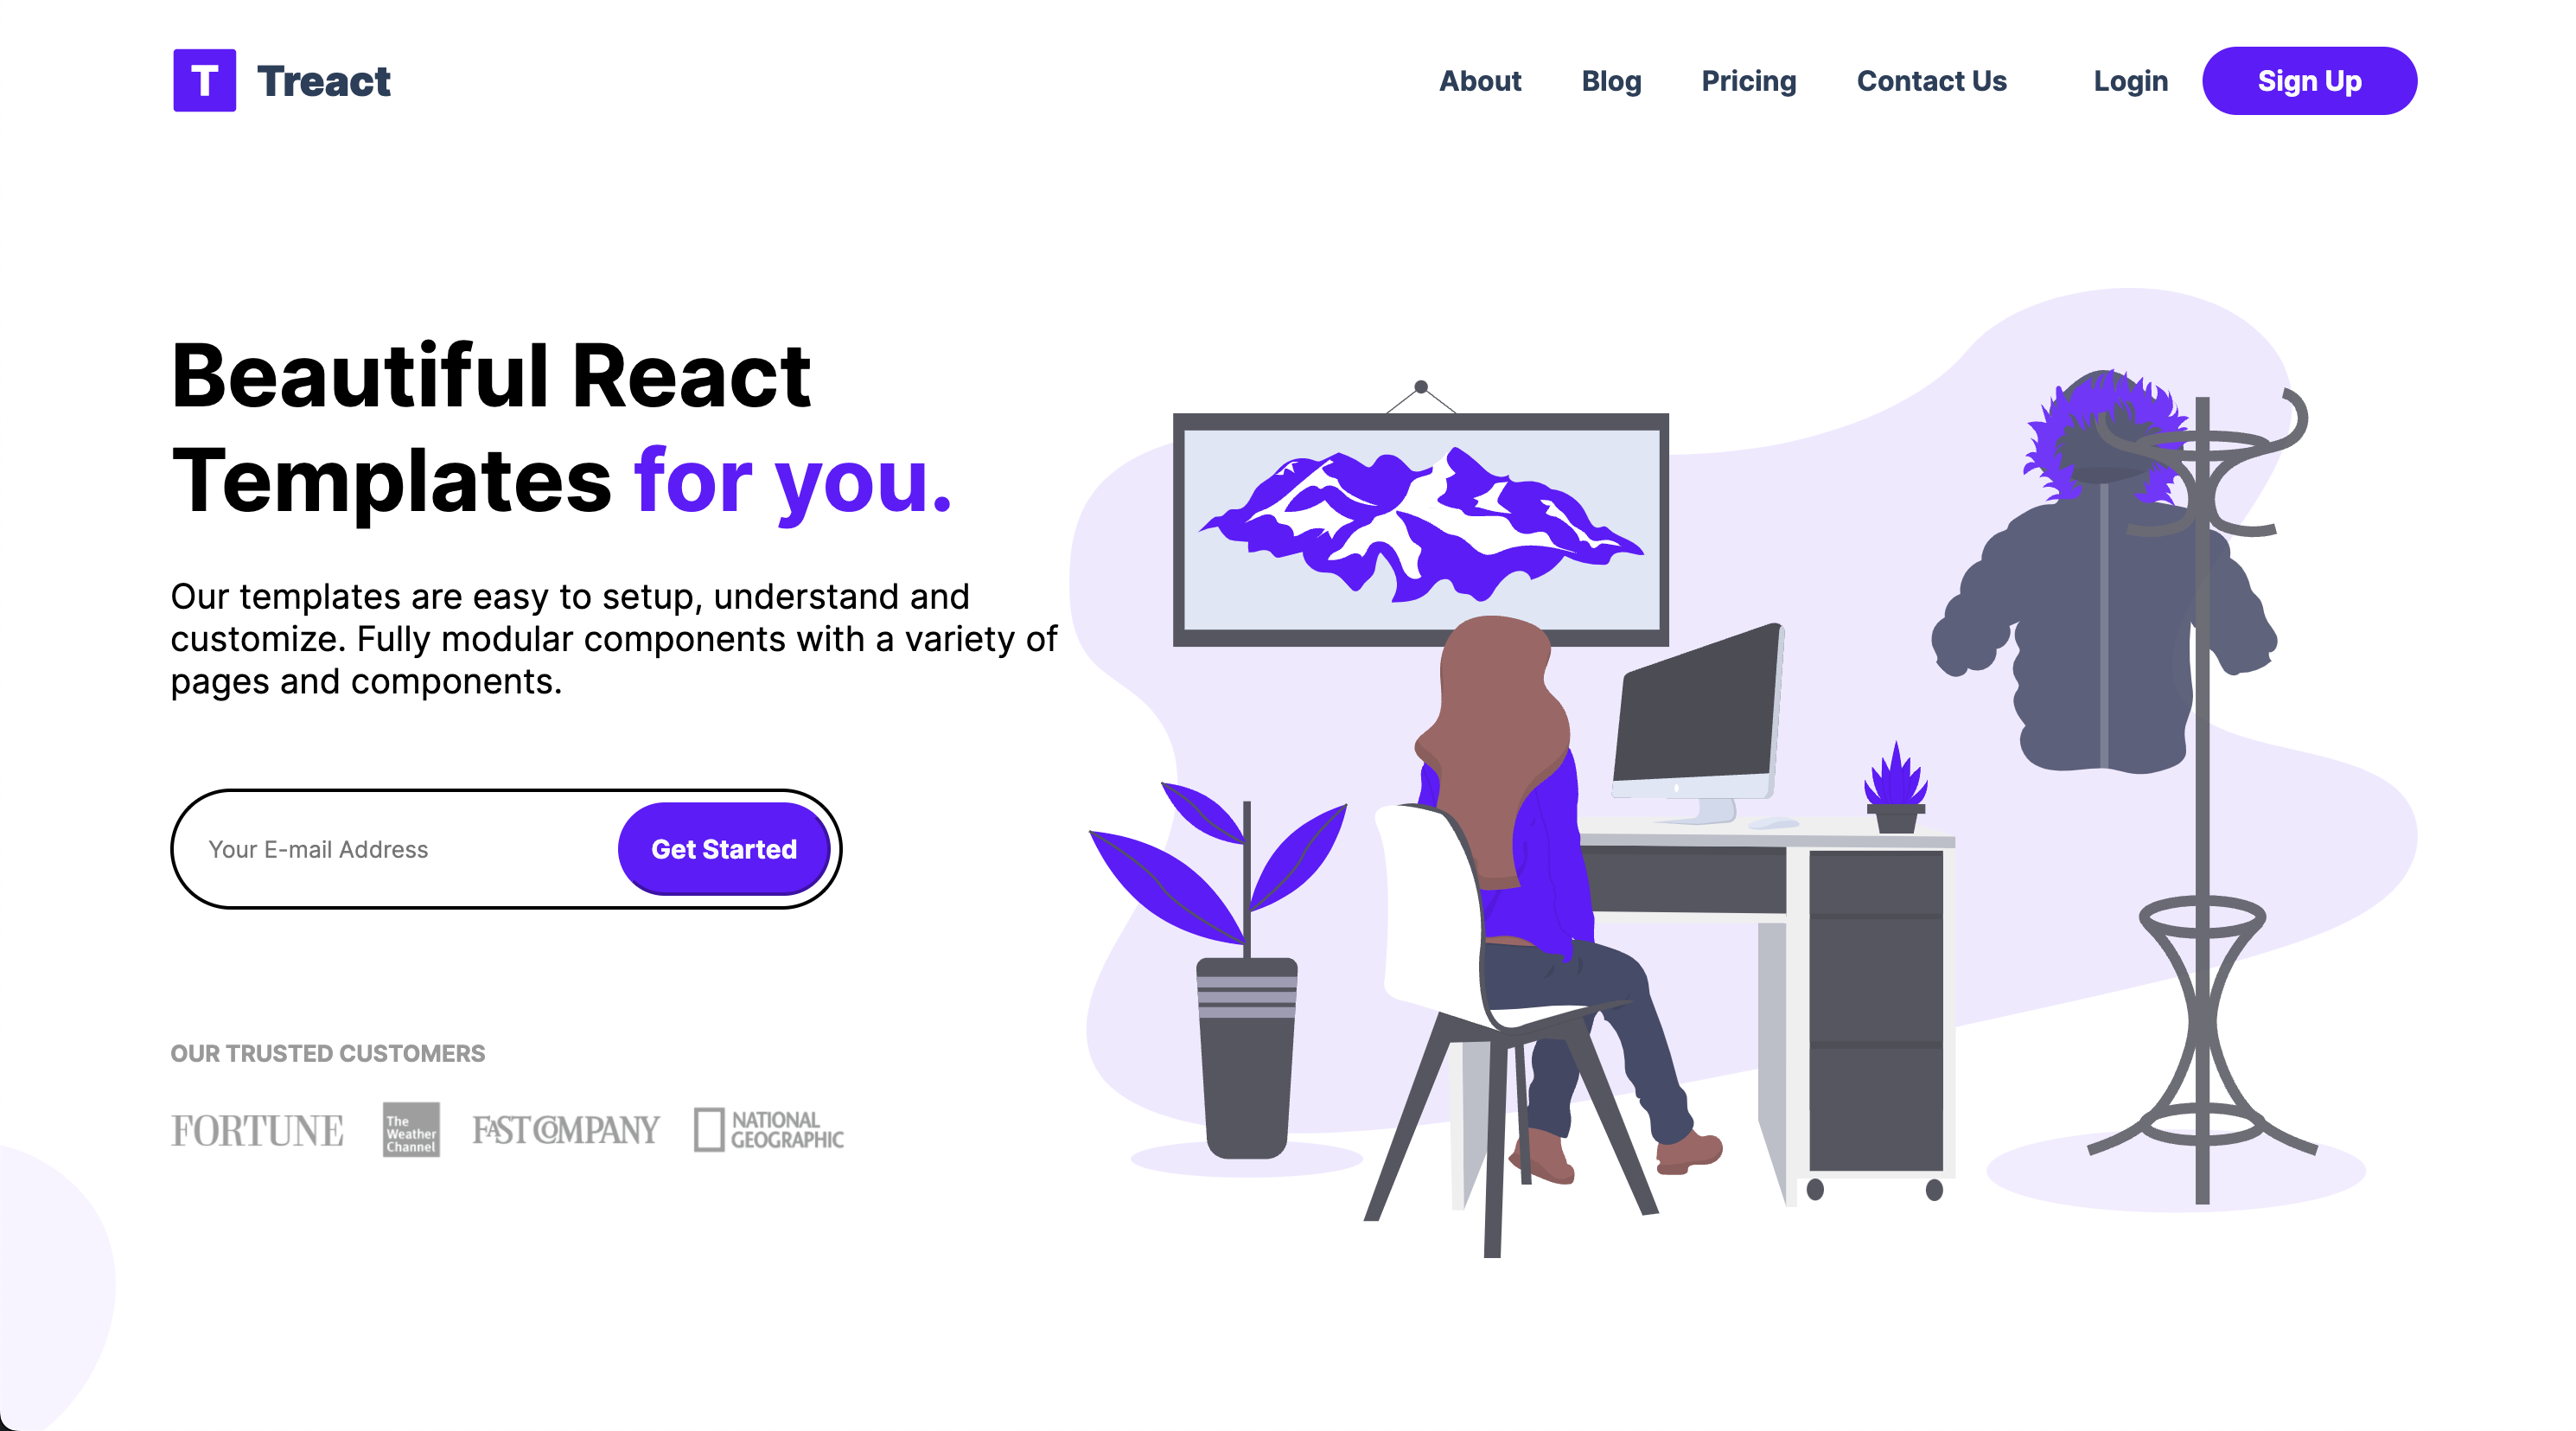 T Treact
About Blog Pricing Contact Us Login Sign Up
Beautiful React
Templates for you.
Our templates are easy to setup, understand and
customize. Fully modular components with a variety of
pages and components.
Your E-mail Address
Get Started
OUR TRUSTED CUSTOMERS
FORTUNE
The
Weather
Channel
FAST COMPANY
NATIONAL
GEOGRAPHIC